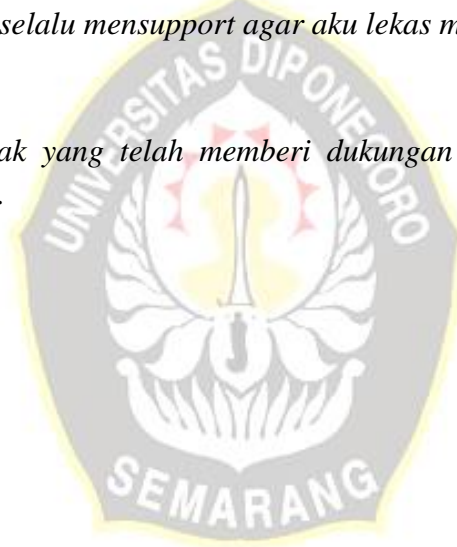 selalu mensupport agar aku lekas m
UNIVERSITAS DIPONEGORO
ak yang telah memberi dukungan
.
SEMARANG